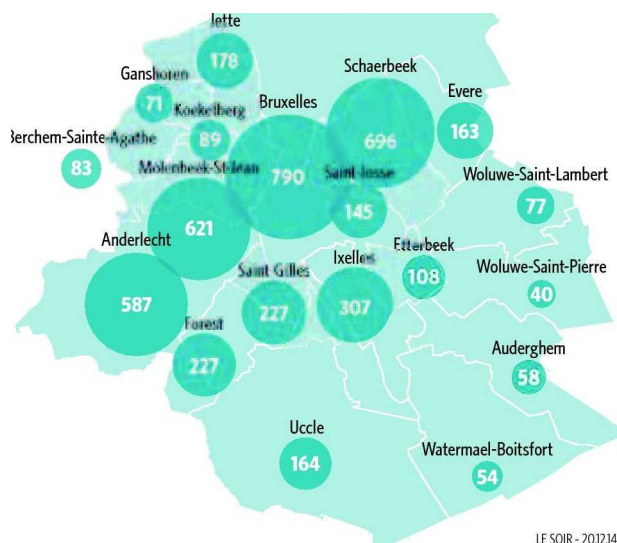 Jette
178
Ganshoren
71
Koekelberg
89
Berchem-Sainte-Agathe
83
Molenbeek-St-Jean
621
Bruxelles
790
Schaerbeek
696
Evere
163
Saint-Josse
145
Woluwe-Saint-Lambert
77
Anderlecht
587
Saint-Gilles
227
Ixelles
307
Etterbeek
108
Woluwe-Saint-Pierre
40
Forest
227
Auderghem
58
Uccle
164
Watermael-Boitsfort
54
LE SOIR - 20.12.14